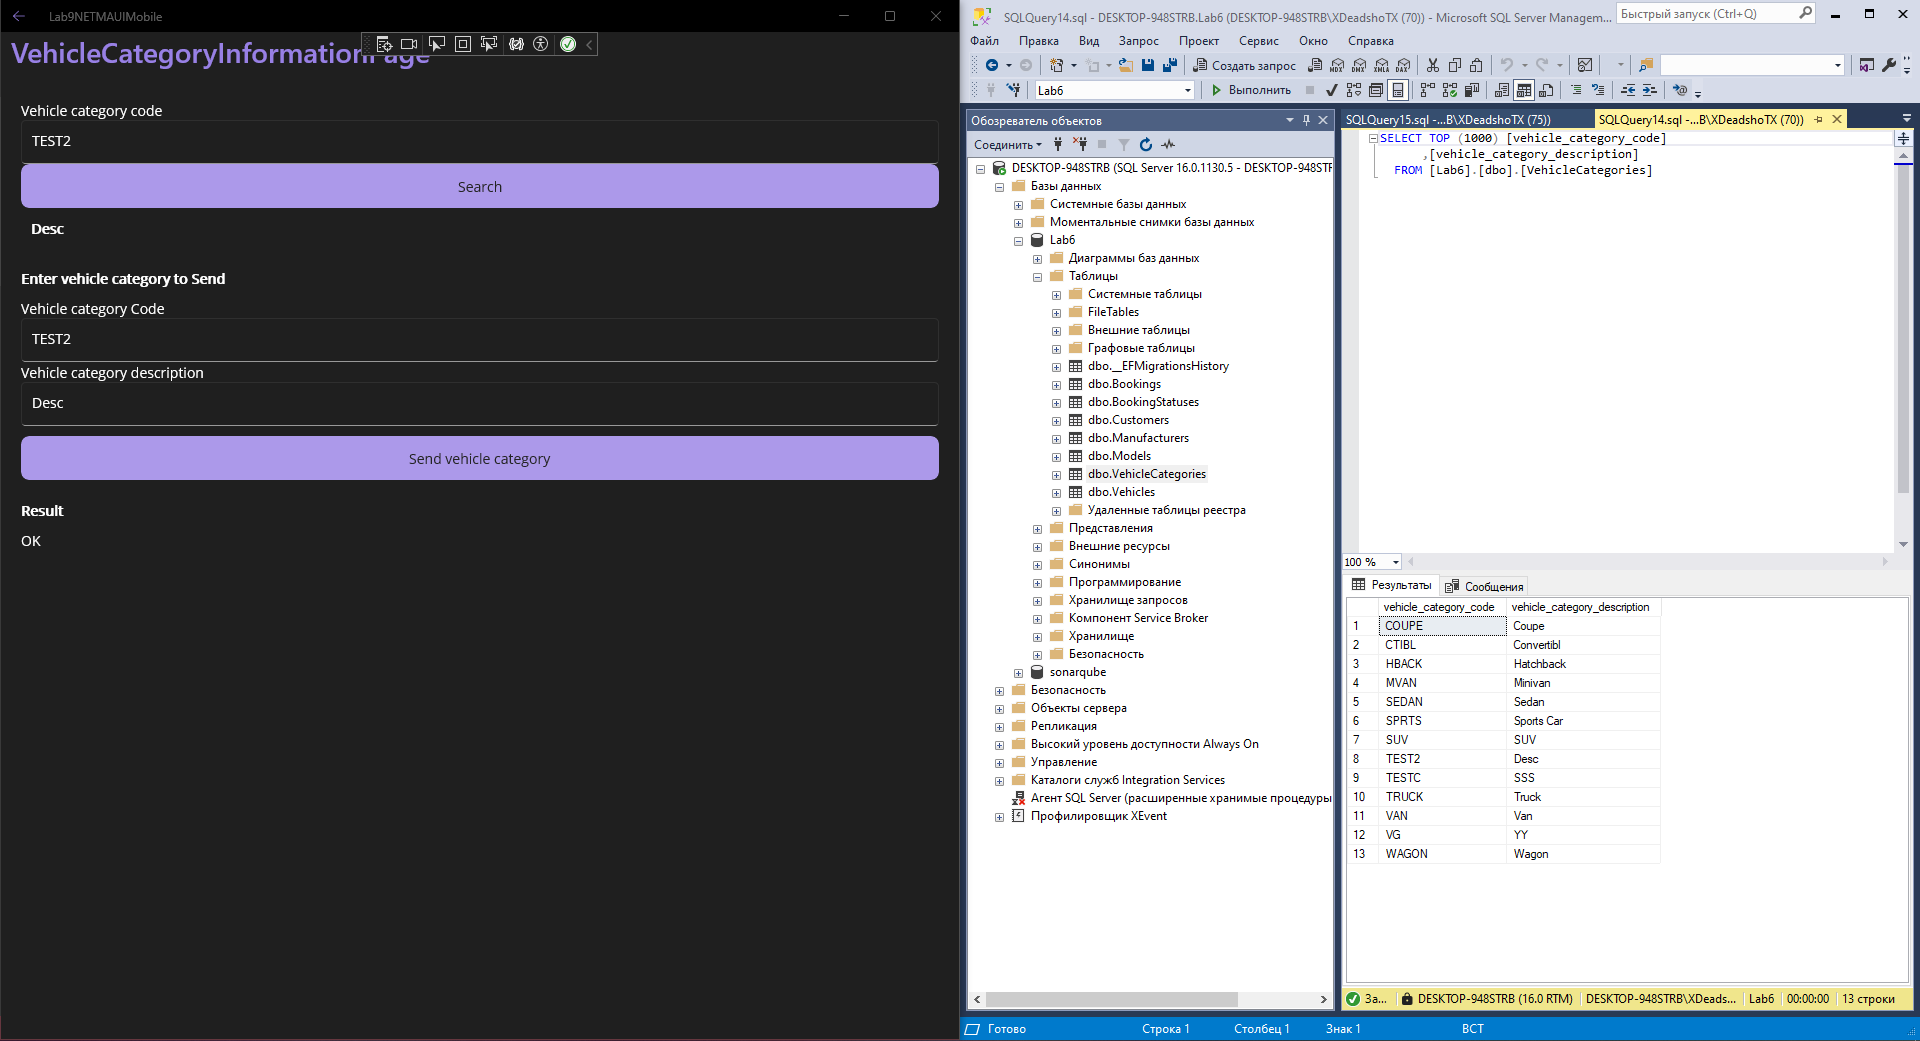 Lab9NETMAUIMobile
VehicleCategoryInformationPage
Vehicle category code
TEST2
Search
Desc
Enter vehicle category to Send
Vehicle category Code
TEST2
Vehicle category description
Desc
Send vehicle category
Result
OK
SQLQuery14.sql - DESKTOP-948STRB.Lab6 (DESKTOP-948STRB\XDeadshoTX (70)) - Microsoft SQL Server Managem...
Быстрый запуск (Ctrl+Q)
Файл Правка Вид Запрос Проект Сервис Окно Справка
Создать запрос
Lab6
Выполнить
Обозреватель объектов
Соединить
DESKTOP-948STRB (SQL Server 16.0.1130.5 - DESKTOP-948STF
Базы данных
Системные базы данных
Моментальные снимки базы данных
Lab6
Диаграммы баз данных
Таблицы
Системные таблицы
FileTables
Внешние таблицы
Графовые таблицы
dbo.__EFMigrationsHistory
dbo.Bookings
dbo.BookingStatuses
dbo.Customers
dbo.Manufacturers
dbo.Models
dbo.VehicleCategories
dbo.Vehicles
Удаленные таблицы реестра
Представления
Внешние ресурсы
Синонимы
Программирование
Хранилище запросов
Компонент Service Broker
Хранилище
Безопасность
sonarqube
Безопасность
Объекты сервера
Репликация
Высокий уровень доступности Always On
Управление
Каталоги служб Integration Services
Агент SQL Server (расширенные хранимые процедуры
Профилировщик XEvent
SQLQuery15.sql -...B\XDeadshoTX (75))
SQLQuery14.sql -...B\XDeadshoTX (70))
SELECT TOP (1000) [vehicle_category_code]
,[vehicle_category_description]
FROM [Lab6].[dbo].[VehicleCategories]
100 %
Результаты Сообщения
vehicle_category_code vehicle_category_description
1 COUPE Coupe
2 CTIBL Convertibl
3 HBACK Hatchback
4 MVAN Minivan
5 SEDAN Sedan
6 SPRTS Sports Car
7 SUV SUV
8 TEST2 Desc
9 TESTC SSS
10 TRUCK Truck
11 VAN Van
12 VG YY
13 WAGON Wagon
За... DESKTOP-948STRB (16.0 RTM) DESKTOP-948STRB\XDeads... Lab6 00:00:00 13 строки
Готово Строка 1 Столбец 1 Знак 1 ВСТ